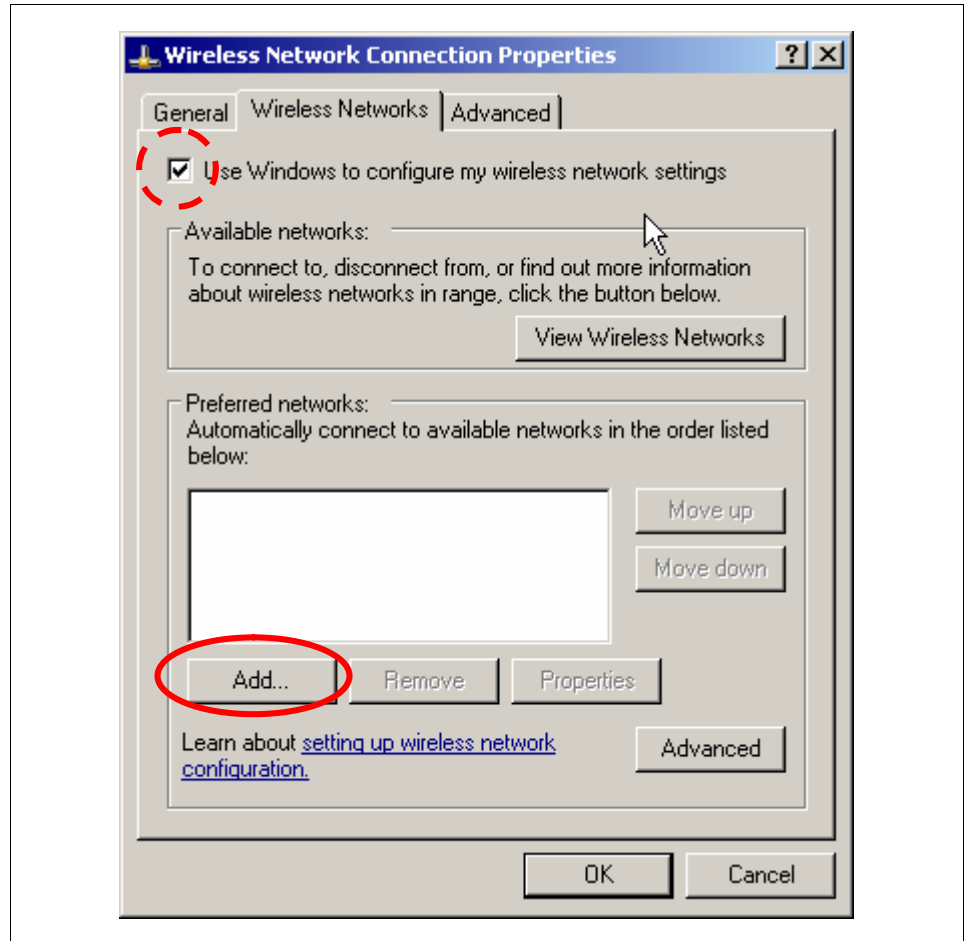 Wireless Network Connection Properties
General Wireless Networks Advanced
Use Windows to configure my wireless network settings
Available networks:
To connect to, disconnect from, or find out more information
about wireless networks in range, click the button below.
View Wireless Networks
Preferred networks:
Automatically connect to available networks in the order listed
below:
Move up
Move down
Add... Remove Properties
Learn about setting up wireless network
configuration.
Advanced
OK Cancel